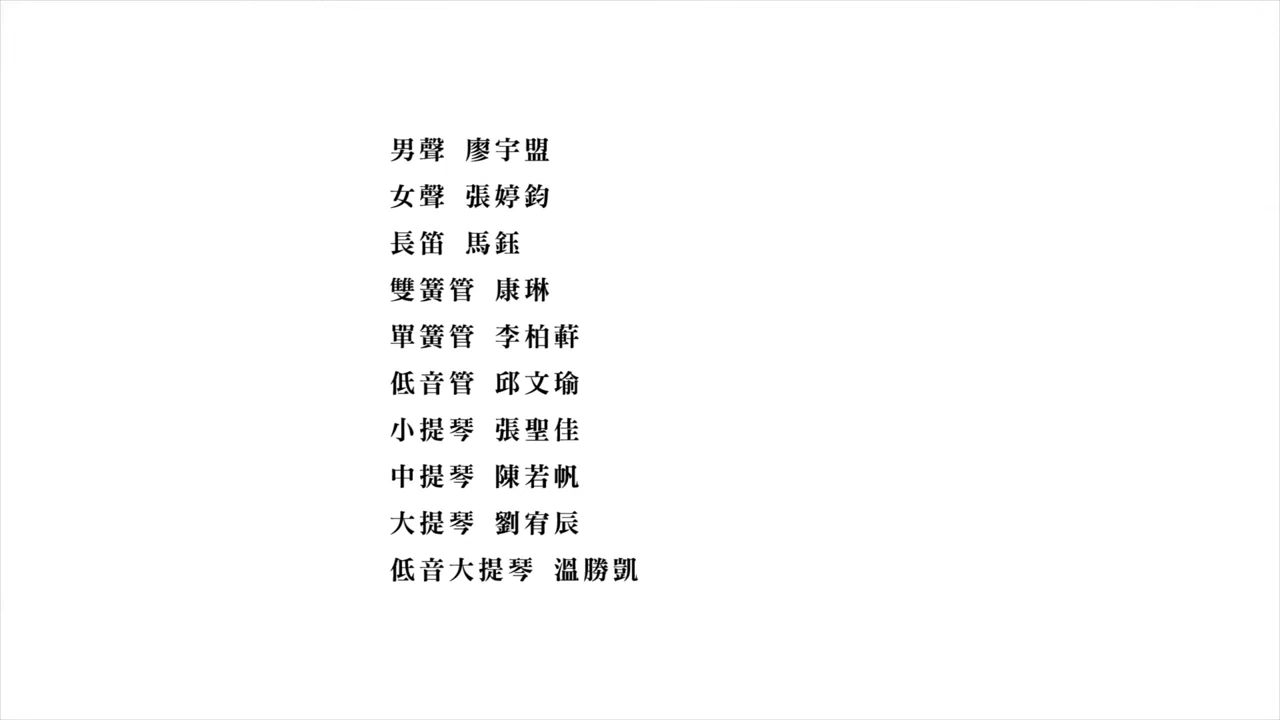 男聲 廖宇盟
女聲 張婷鈞
長笛 馬鈺
雙簧管 康琳
單簧管 李柏蓒
低音管 邱文瑜
小提琴 張聖佳
中提琴 陳若帆
大提琴 劉宥辰
低音大提琴 溫勝凱